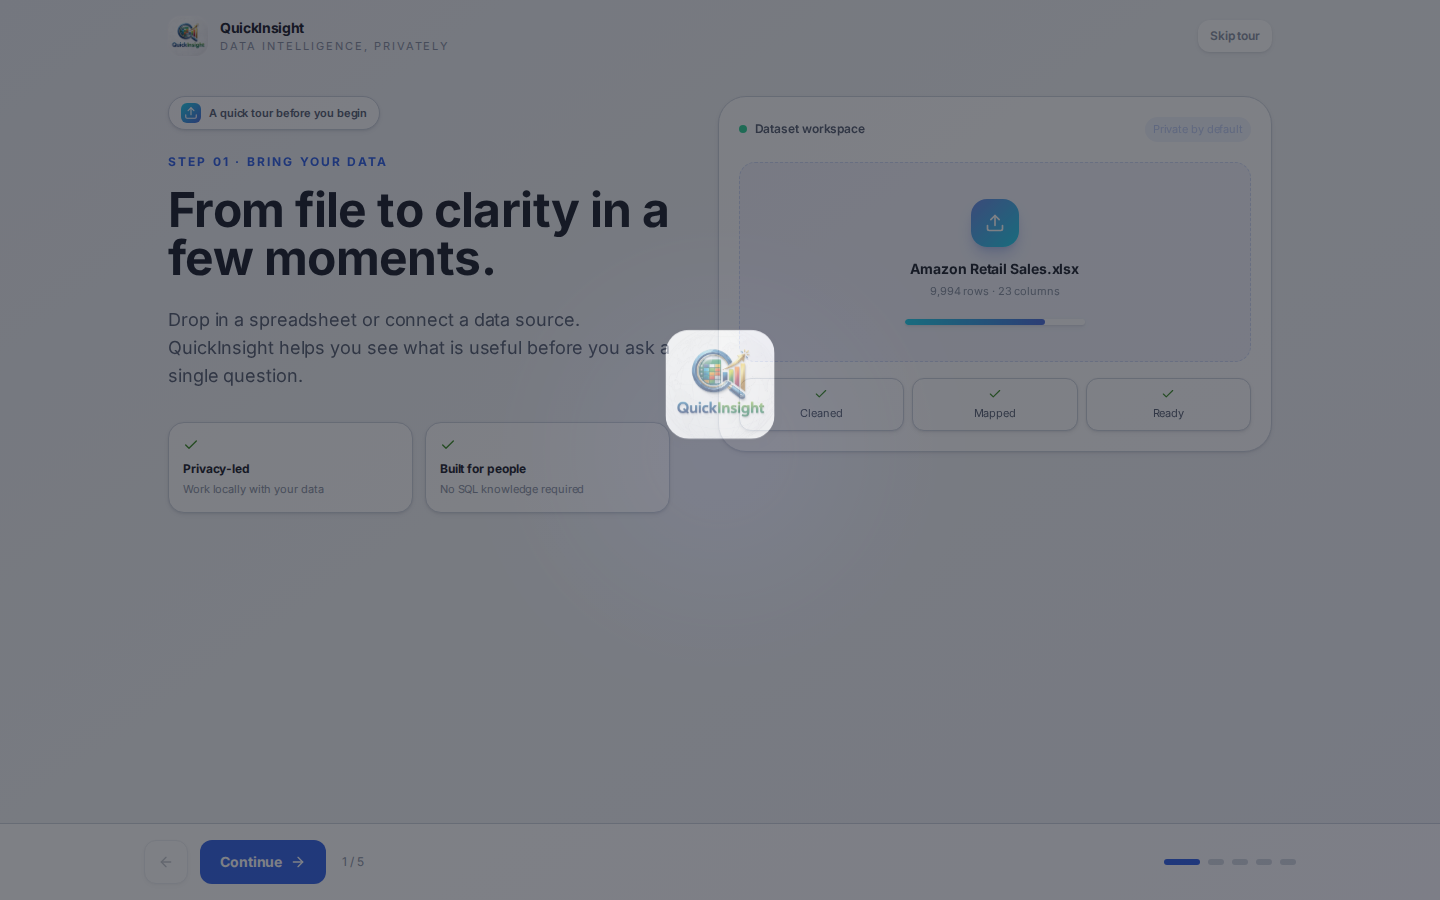 QuickInsight
DATA INTELLIGENCE, PRIVATELY
Skip tour
A quick tour before you begin
STEP 01 · BRING YOUR DATA
From file to clarity in a
few moments.
Drop in a spreadsheet or connect a data source.
QuickInsight helps you see what is useful before you ask a
single question.
Privacy-led
Work locally with your data
Built for people
No SQL knowledge required
Dataset workspace
Private by default
Amazon Retail Sales.xlsx
9,994 rows · 23 columns
Cleaned
Mapped
Ready
QuickInsight
Continue
1 / 5